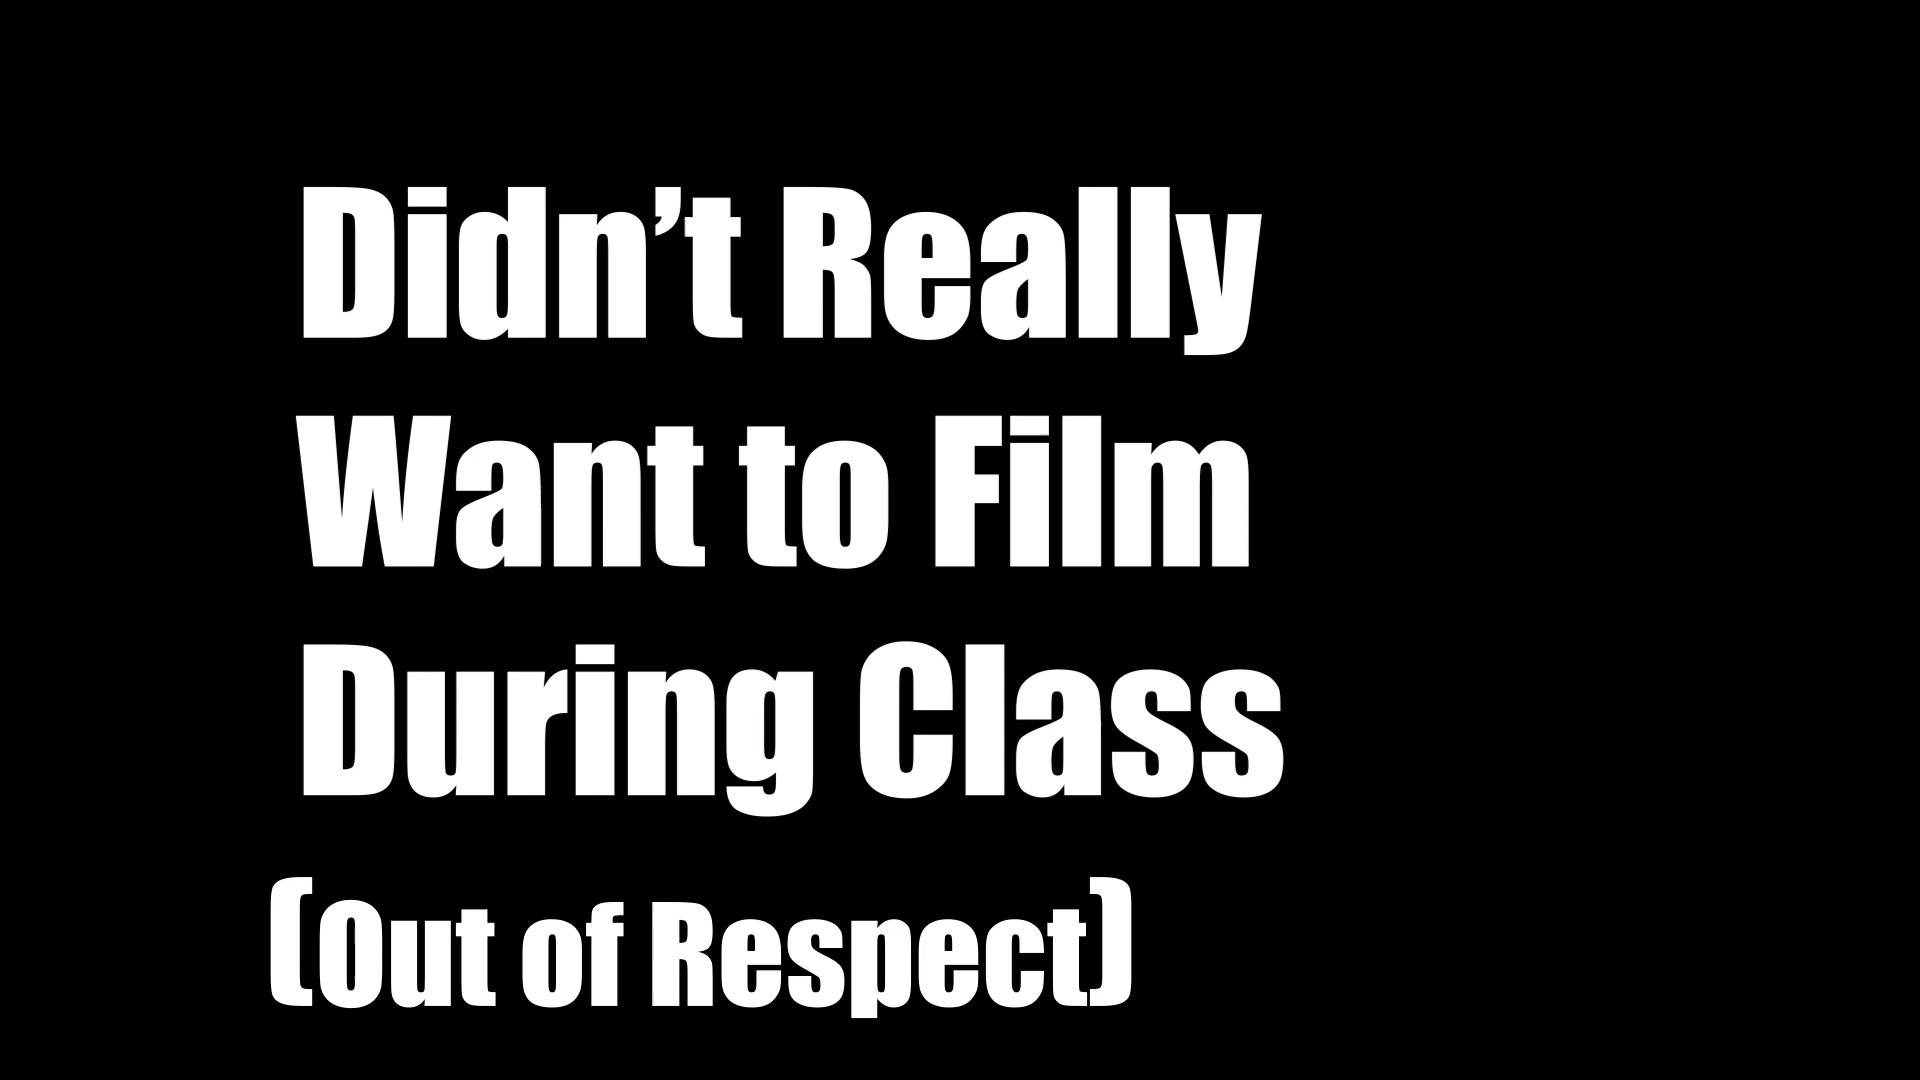 Didn’t Really
Want to Film
During Class
(Out of Respect)